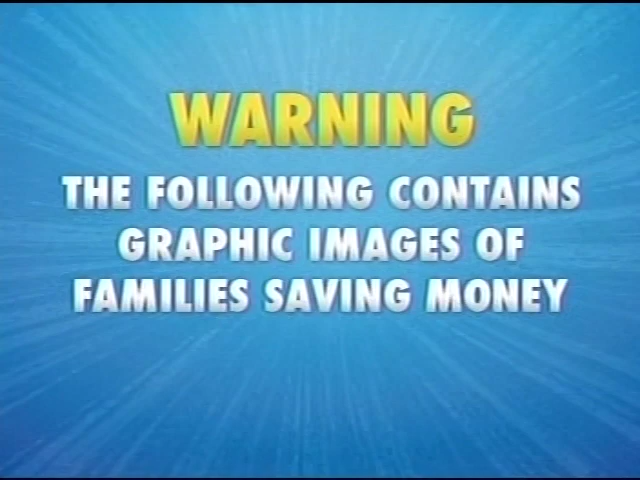 WARNING
THE FOLLOWING CONTAINS
GRAPHIC IMAGES OF
FAMILIES SAVING MONEY